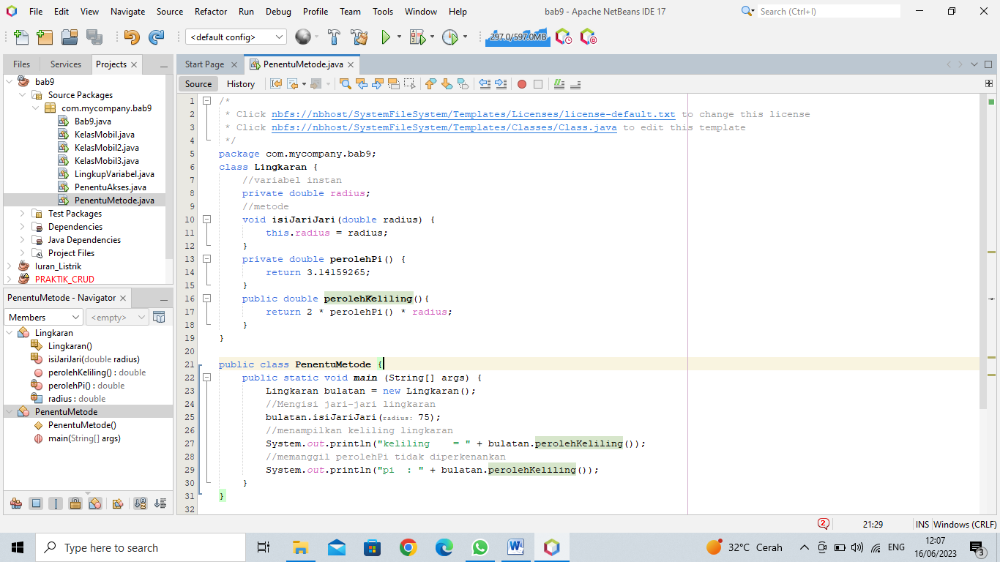 File Edit View Navigate Source Refactor Run Debug Profile Team Tools Window Help
bab9 - Apache NetBeans IDE 17
Search (Ctrl+I)
<default config>
297.0/597.0MB
Files Services Projects
bab9
Source Packages
com.mycompany.bab9
Bab9.java
KelasMobil.java
KelasMobil2.java
KelasMobil3.java
LingkupVariabel.java
PenentuAkses.java
PenentuMetode.java
Test Packages
Dependencies
Java Dependencies
Project Files
Iuran_Listrik
PRAKTIK_CRUD
PenentuMetode - Navigator
Members <empty>
Lingkaran
Lingkaran()
isiJariJari(double radius)
perolehKeliling() : double
perolehPi() : double
radius : double
PenentuMetode
PenentuMetode()
main(String[] args)
Start Page PenentuMetode.java
Source History
1 /*
2 * Click nbfs://nbhost/SystemFileSystem/Templates/Licenses/license-default.txt to change this license
3 * Click nbfs://nbhost/SystemFileSystem/Templates/Classes/Class.java to edit this template
4 */
5 package com.mycompany.bab9;
6 class Lingkaran {
7 //variabel instan
8 private double radius;
9 //metode
10 void isiJariJari(double radius) {
11 this.radius = radius;
12 }
13 private double perolehPi() {
14 return 3.14159265;
15 }
16 public double perolehKeliling(){
17 return 2 * perolehPi() * radius;
18 }
19 }
20
21 public class PenentuMetode {
22 public static void main (String[] args) {
23 Lingkaran bulatan = new Lingkaran();
24 //Mengisi jari-jari lingkaran
25 bulatan.isiJariJari(radius: 75);
26 //menampilkan keliling lingkaran
27 System.out.println("keliling    = " + bulatan.perolehKeliling());
28 //memanggil perolehPi tidak diperkenankan
29 System.out.println("pi  : " + bulatan.perolehKeliling());
30 }
31 }
32
2 21:29 INS Windows (CRLF)
Type here to search
32°C Cerah
ENG
12:07
16/06/2023
3